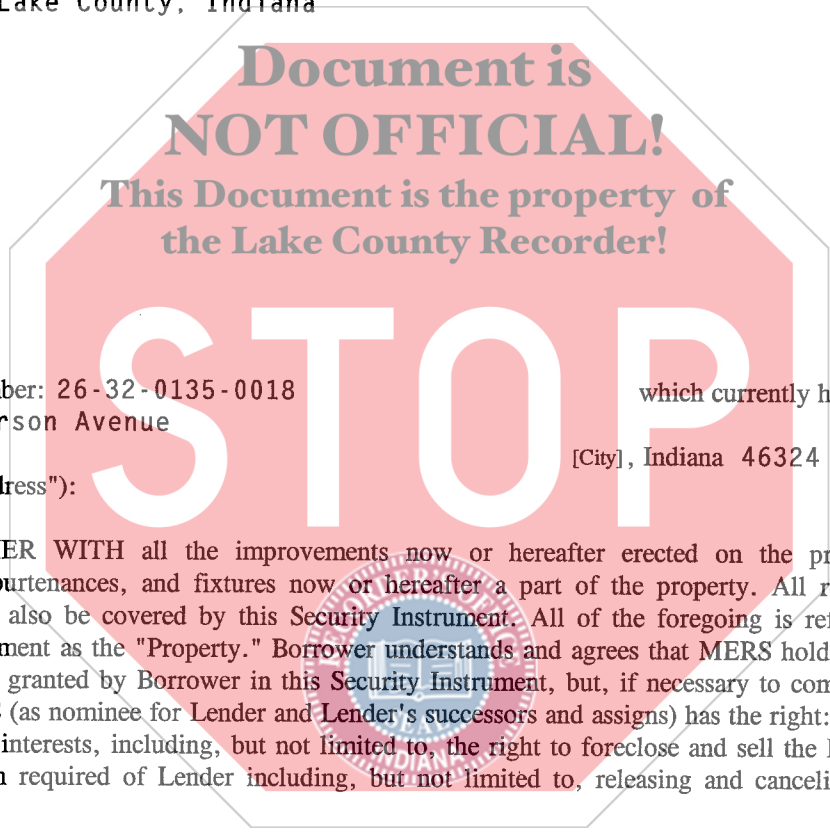 Lake County, Indiana
Document is
NOT OFFICIAL!
This Document is the property of
the Lake County Recorder!
STOP
ber: 26-32-0135-0018 which currently h
rson Avenue
[City], Indiana 46324
dress"):
ER WITH all the improvements now or hereafter erected on the pr
purtenances, and fixtures now or hereafter a part of the property. All r
also be covered by this Security Instrument. All of the foregoing is ref
ment as the "Property." Borrower understands and agrees that MERS hold
granted by Borrower in this Security Instrument, but, if necessary to com
(as nominee for Lender and Lender's successors and assigns) has the right:
interests, including, but not limited to, the right to foreclose and sell the
n required of Lender including, but not limited to, releasing and canceli
SEAL
INDIANA